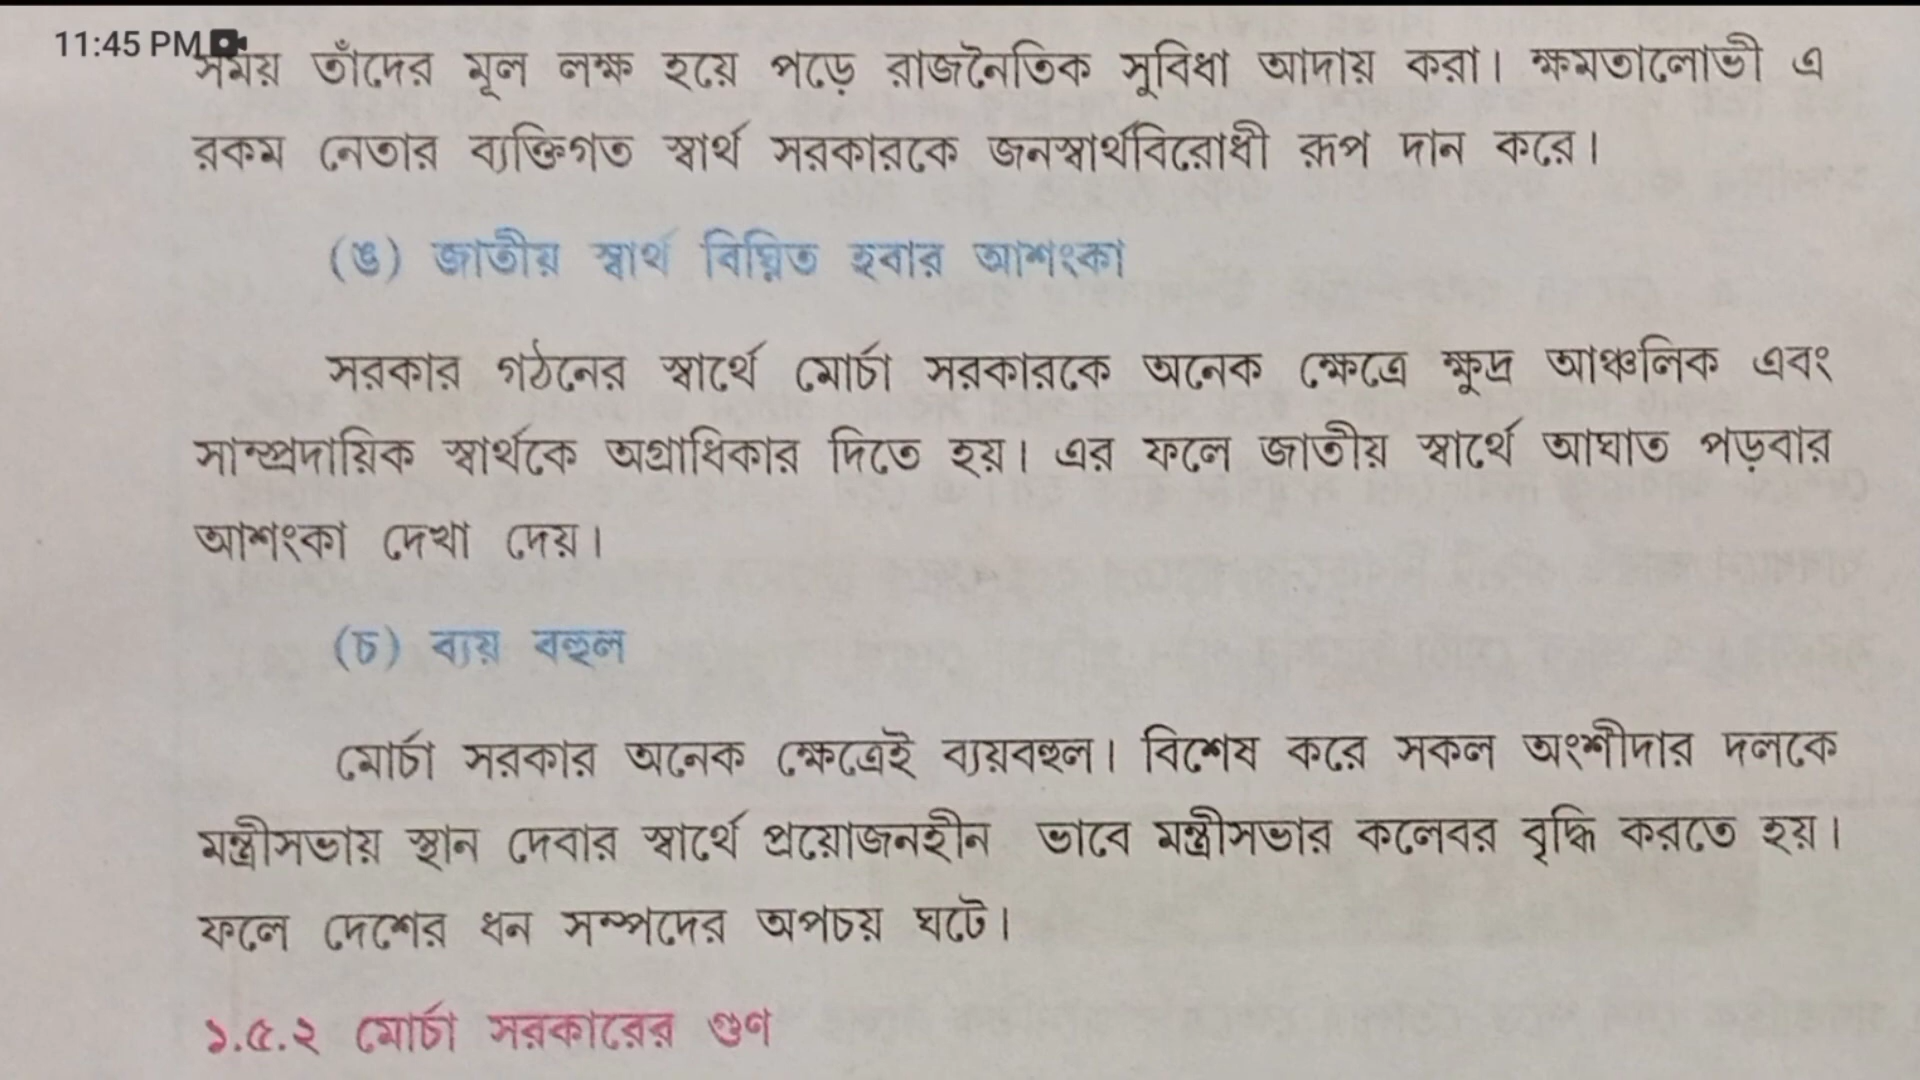 11:45 PM
সময় তাঁদের মূল লক্ষ হয়ে পড়ে রাজনৈতিক সুবিধা আদায় করা। ক্ষমতালোভী এ
রকম নেতার ব্যক্তিগত স্বার্থ সরকারকে জনস্বার্থবিরোধী রূপ দান করে।
(ঙ) জাতীয় স্বার্থ বিঘ্নিত হবার আশংকা
সরকার গঠনের স্বার্থে মোর্চা সরকারকে অনেক ক্ষেত্রে ক্ষুদ্র আঞ্চলিক এবং
সাম্প্রদায়িক স্বার্থকে অগ্রাধিকার দিতে হয়। এর ফলে জাতীয় স্বার্থে আঘাত পড়বার
আশংকা দেখা দেয়।
(চ) ব্যয় বহুল
মোর্চা সরকার অনেক ক্ষেত্রেই ব্যয়বহুল। বিশেষ করে সকল অংশীদার দলকে
মন্ত্রীসভায় স্থান দেবার স্বার্থে প্রয়োজনহীন ভাবে মন্ত্রীসভার কলেবর বৃদ্ধি করতে হয়।
ফলে দেশের ধন সম্পদের অপচয় ঘটে।
১.৫.২ মোর্চা সরকারের গুণ